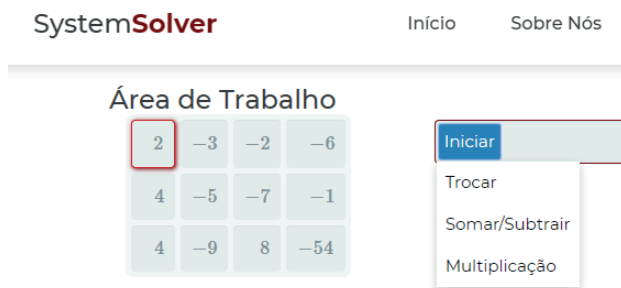 SystemSolver Início Sobre Nós
Área de Trabalho
2 −3 −2 −6
4 −5 −7 −1
4 −9 8 −54
Iniciar
Trocar
Somar/Subtrair
Multiplicação